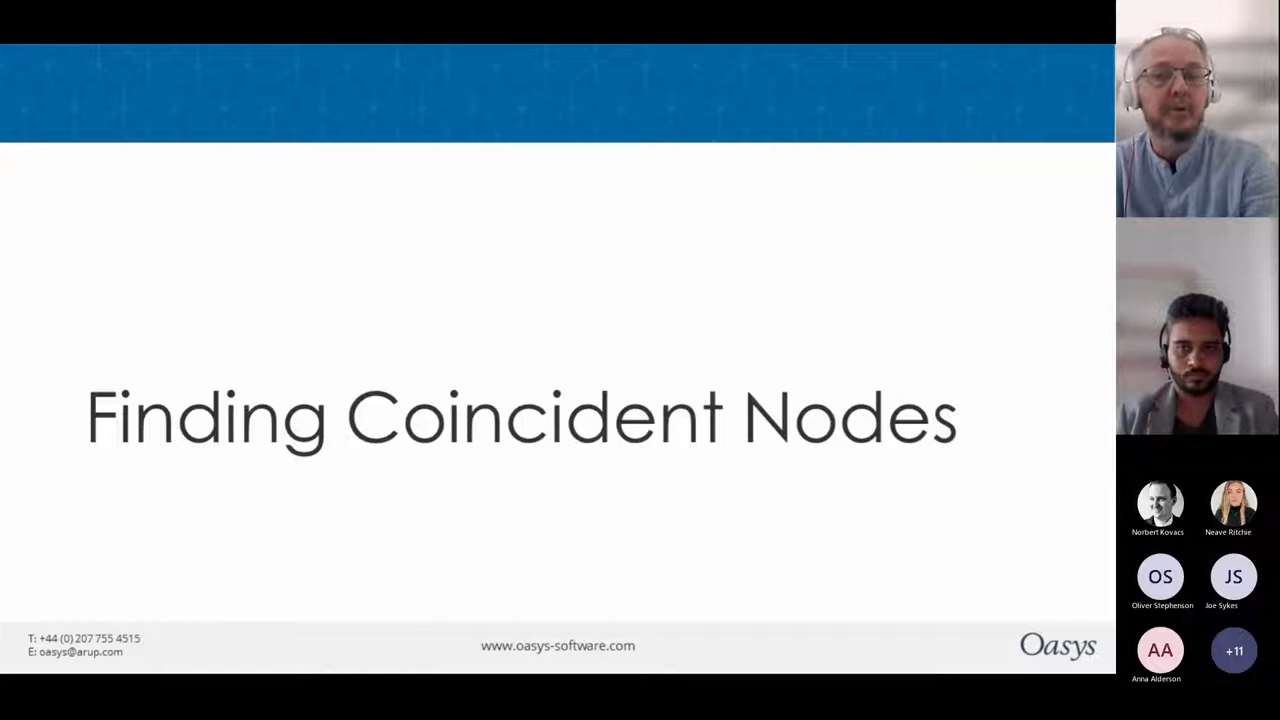 Finding Coincident Nodes
T: +44 (0) 207 755 4515
E: oasys@arup.com
www.oasys-software.com
Oasys
Norbert Kovacs
Neave Ritchie
OS
JS
Oliver Stephenson
Joe Sykes
AA
+11
Anna Alderson